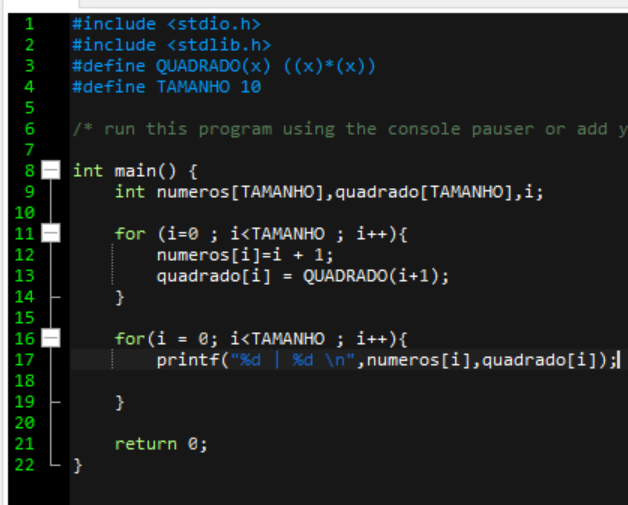 1 #include <stdio.h>
2 #include <stdlib.h>
3 #define QUADRADO(x) ((x)*(x))
4 #define TAMANHO 10
5
6 /* run this program using the console pauser or add y
7
8 int main() {
9 int numeros[TAMANHO],quadrado[TAMANHO],i;
10
11 for (i=0 ; i<TAMANHO ; i++){
12 numeros[i]=i + 1;
13 quadrado[i] = QUADRADO(i+1);
14 }
15
16 for(i = 0; i<TAMANHO ; i++){
17 printf("%d | %d \n",numeros[i],quadrado[i]);
18
19 }
20
21 return 0;
22 }